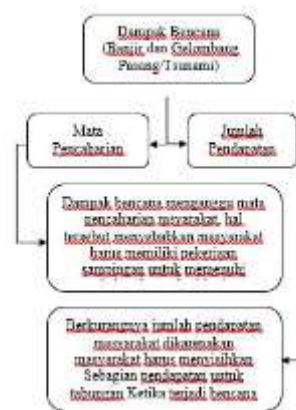 Dampak Bencana
(Banjir dan Gelombang
Pasang/Tsunami)
Mata
Pencaharian
Jumlah
Pendapatan
Dampak bencana menganggu mata
pencaharian masyarakat, hal
tersebut menyebabkan masyarakat
harus memiliki pekerjaan
sampingan untuk memenuhi
Berkurangnya jumlah pendapatan
masyarakat dikarenakan
masyarakat harus menyisihkan
Sebagian pendapatan untuk
tabungan Ketika terjadi bencana